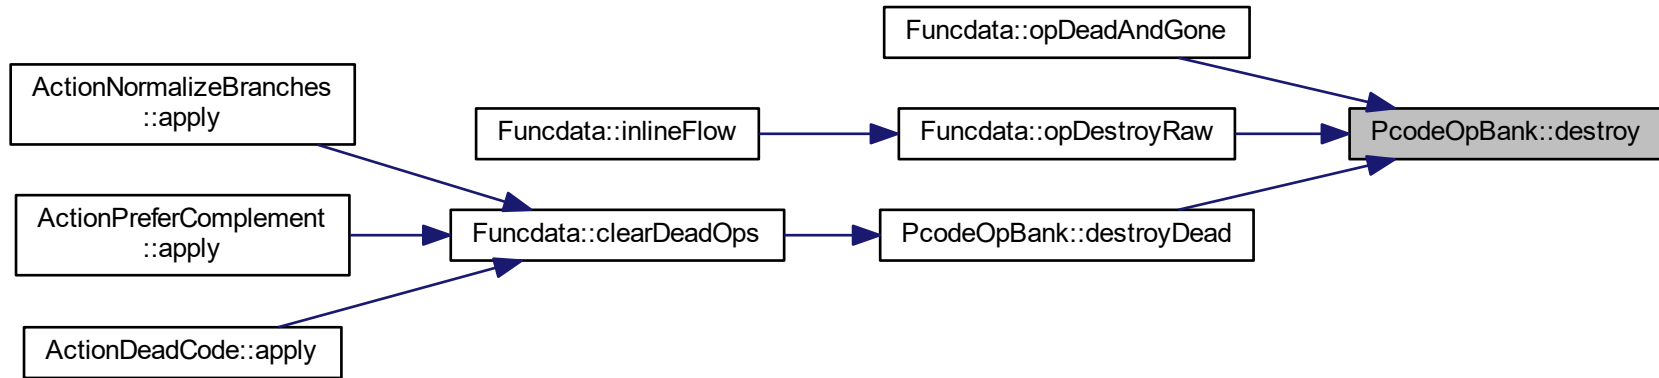 Funcdata::opDeadAndGone
ActionNormalizeBranches
::apply
Funcdata::inlineFlow
Funcdata::opDestroyRaw
PcodeOpBank::destroy
ActionPreferComplement
::apply
Funcdata::clearDeadOps
PcodeOpBank::destroyDead
ActionDeadCode::apply